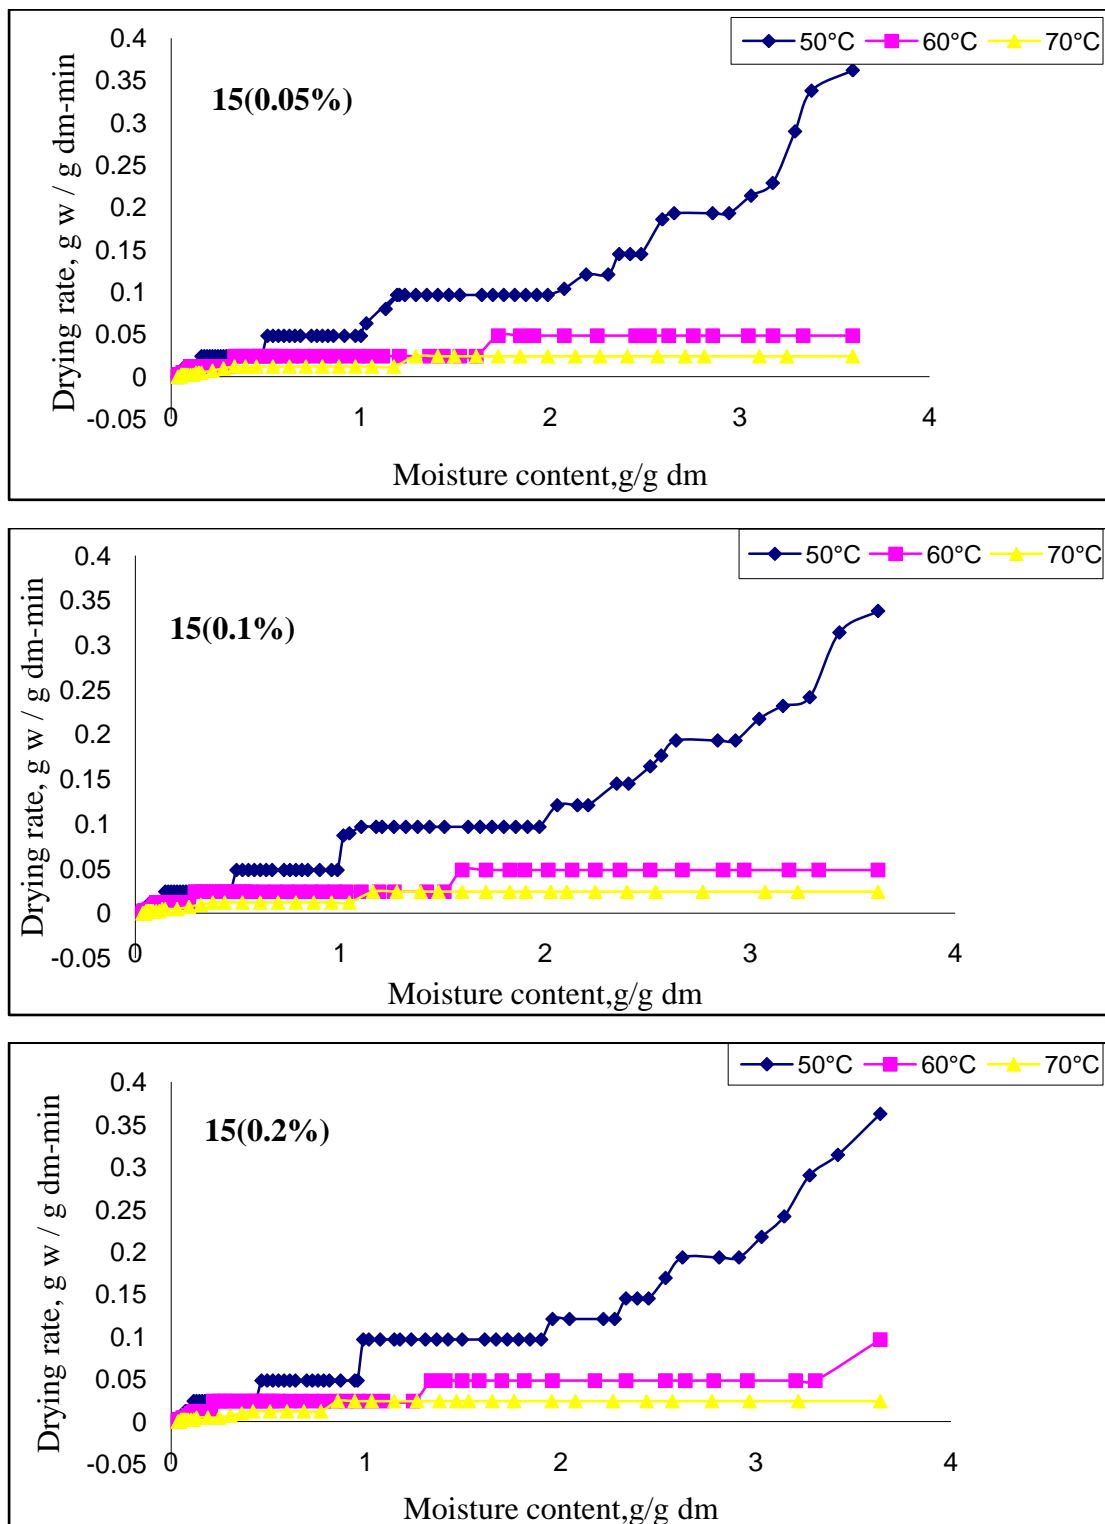 50°C 60°C 70°C
15(0.05%)
0.4
0.35
0.3
0.25
0.2
0.15
0.1
0.05
0
-0.05
0 1 2 3 4
Drying rate, g w / g dm-min
Moisture content,g/g dm
50°C 60°C 70°C
15(0.1%)
0.4
0.35
0.3
0.25
0.2
0.15
0.1
0.05
0
-0.05
0 1 2 3 4
Drying rate, g w / g dm-min
Moisture content,g/g dm
50°C 60°C 70°C
15(0.2%)
0.4
0.35
0.3
0.25
0.2
0.15
0.1
0.05
0
-0.05
0 1 2 3 4
Drying rate, g w / g dm-min
Moisture content,g/g dm